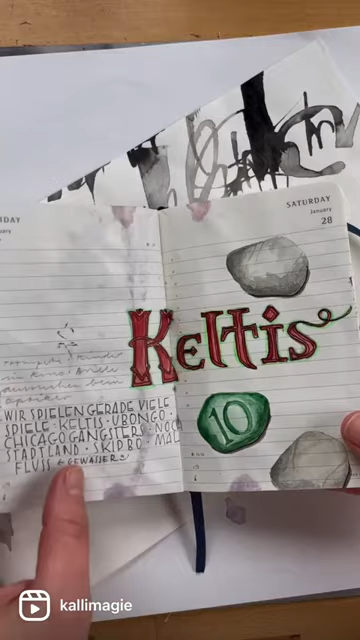 SATURDAY
January
28
Keltis
10
WIR SPIELEN GERADE VIELE
SPIELE · KELTIS · UBONGO ·
CHICAGO GANGSTERS · NOCH
STADTLAND · SKIP BO · MAL
FLUSS + GEWÄSSER
kallimagie